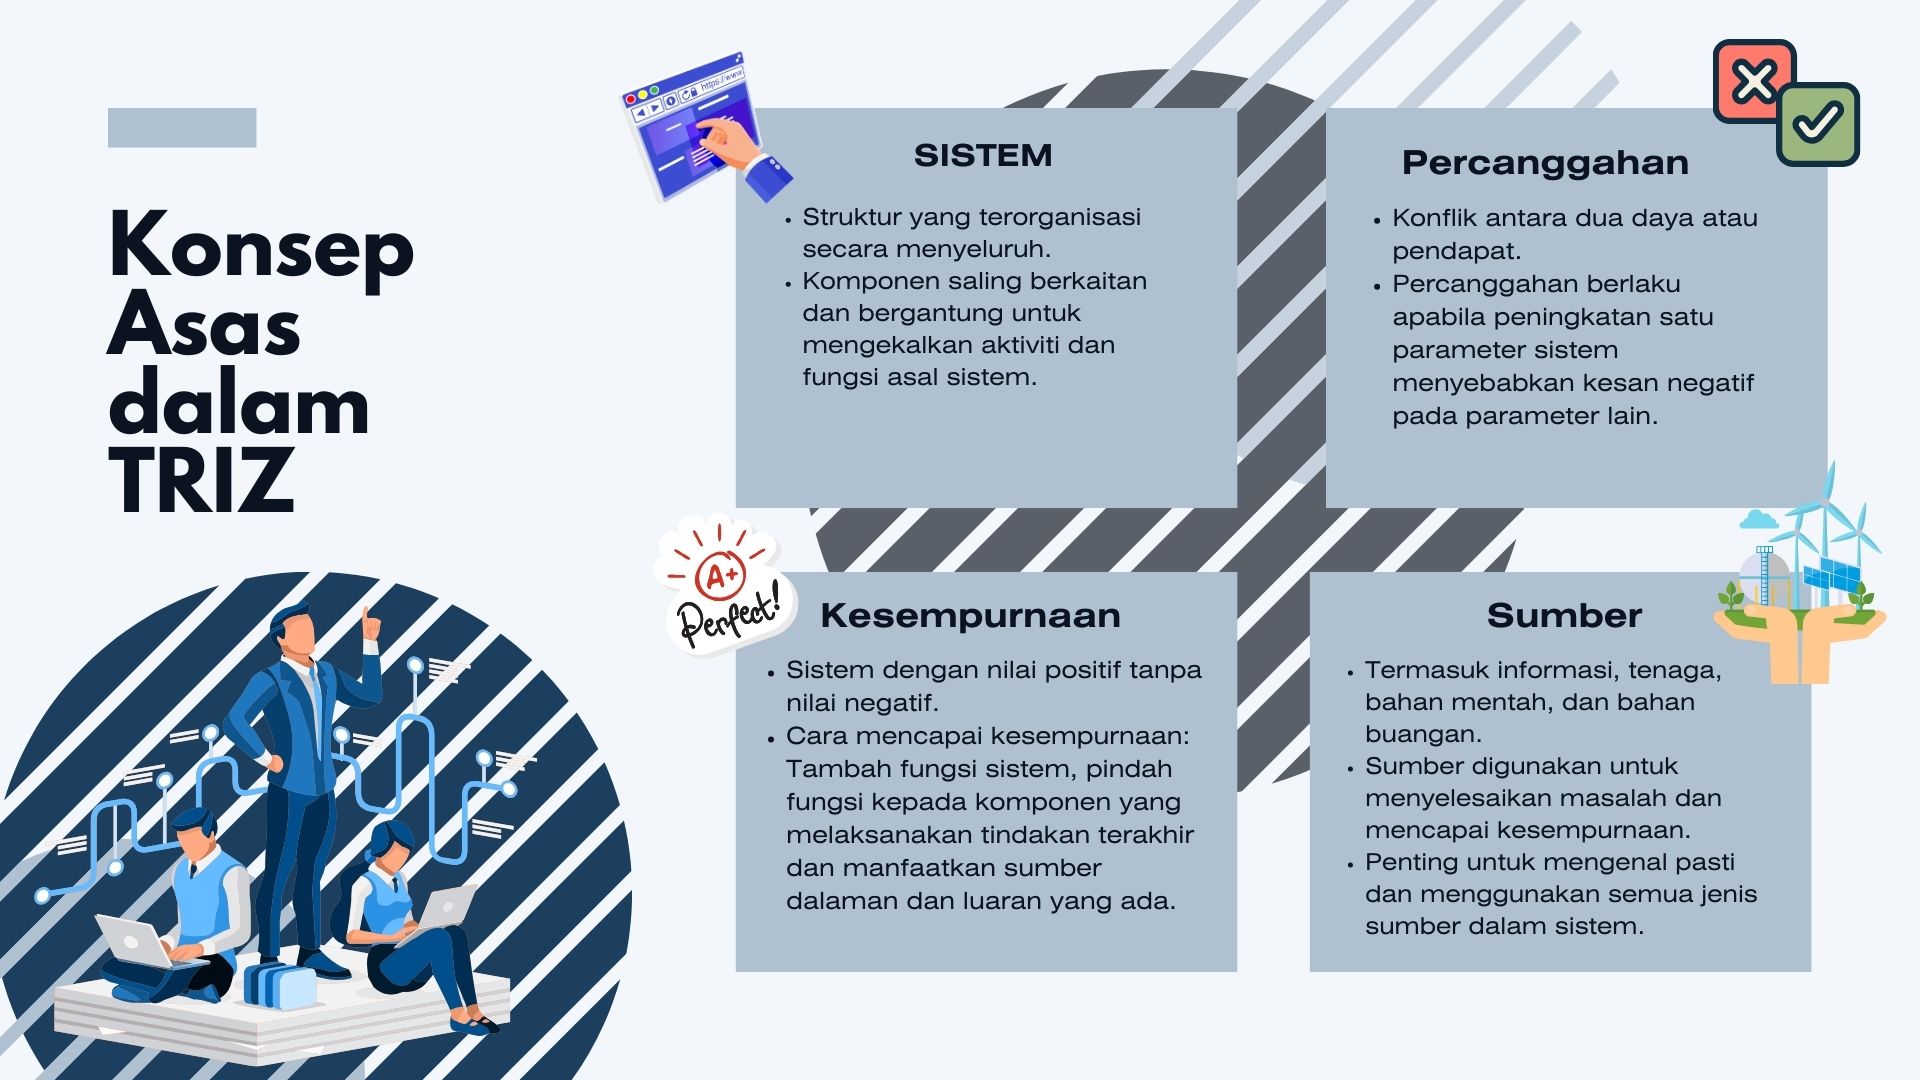 Konsep
Asas
dalam
TRIZ
https://www
SISTEM
• Struktur yang terorganisasi
secara menyeluruh.
• Komponen saling berkaitan
dan bergantung untuk
mengekalkan aktiviti dan
fungsi asal sistem.
Percanggahan
• Konflik antara dua daya atau
pendapat.
• Percanggahan berlaku
apabila peningkatan satu
parameter sistem
menyebabkan kesan negatif
pada parameter lain.
A+
Perfect!
Kesempurnaan
• Sistem dengan nilai positif tanpa
nilai negatif.
• Cara mencapai kesempurnaan:
Tambah fungsi sistem, pindah
fungsi kepada komponen yang
melaksanakan tindakan terakhir
dan manfaatkan sumber
dalaman dan luaran yang ada.
Sumber
• Termasuk informasi, tenaga,
bahan mentah, dan bahan
buangan.
• Sumber digunakan untuk
menyelesaikan masalah dan
mencapai kesempurnaan.
• Penting untuk mengenal pasti
dan menggunakan semua jenis
sumber dalam sistem.